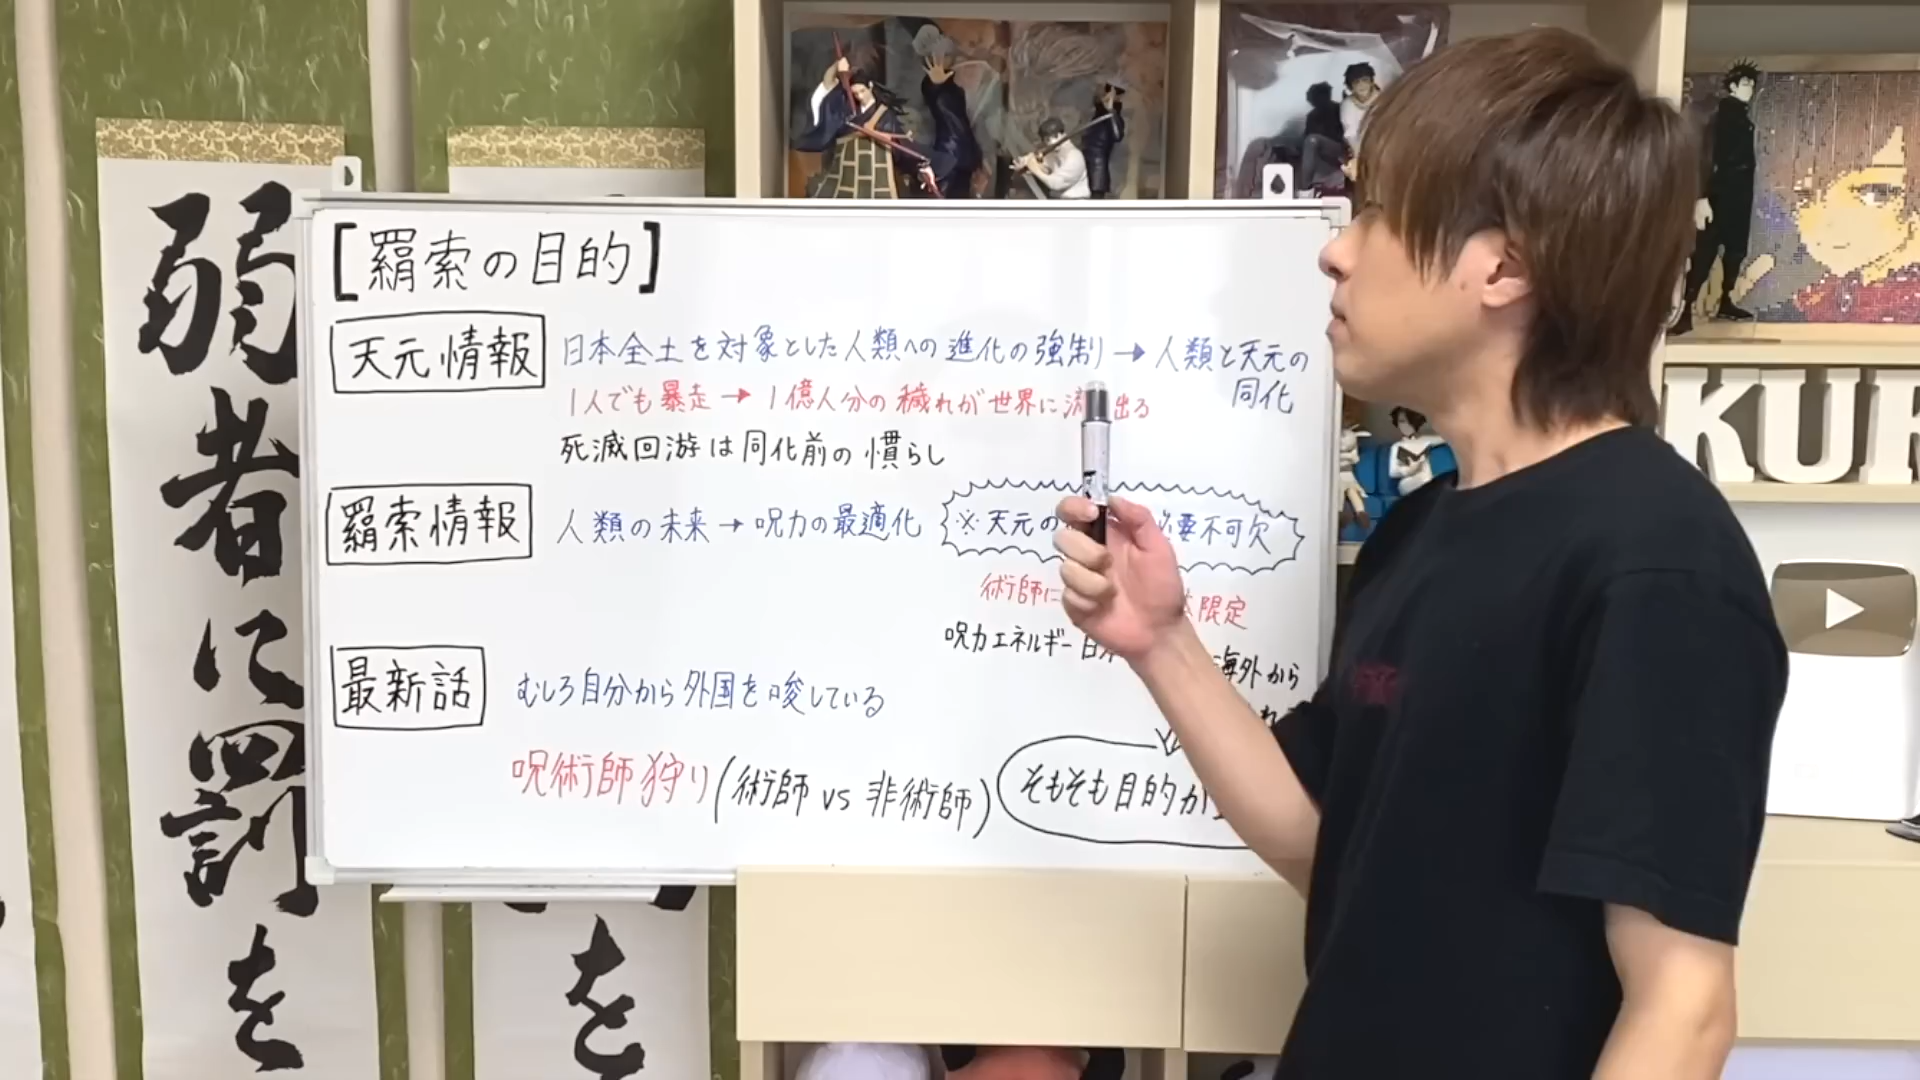 弱者に罰を
を
[羂索の目的]
天元情報
日本全土を対象とした人類への進化の強制→人類と天元の
同化
1人でも暴走→1億人分の穢れが世界に流 出る
死滅回游は同化前の慣らし
羂索情報
人類の未来→呪力の最適化
※天元の 必要不可欠
術師に 限定
呪力エネルギー日本 海外から
最新話
むしろ自分から外国を唆している
呪術師狩り(術師 vs 非術師)
そもそも目的が
KUR